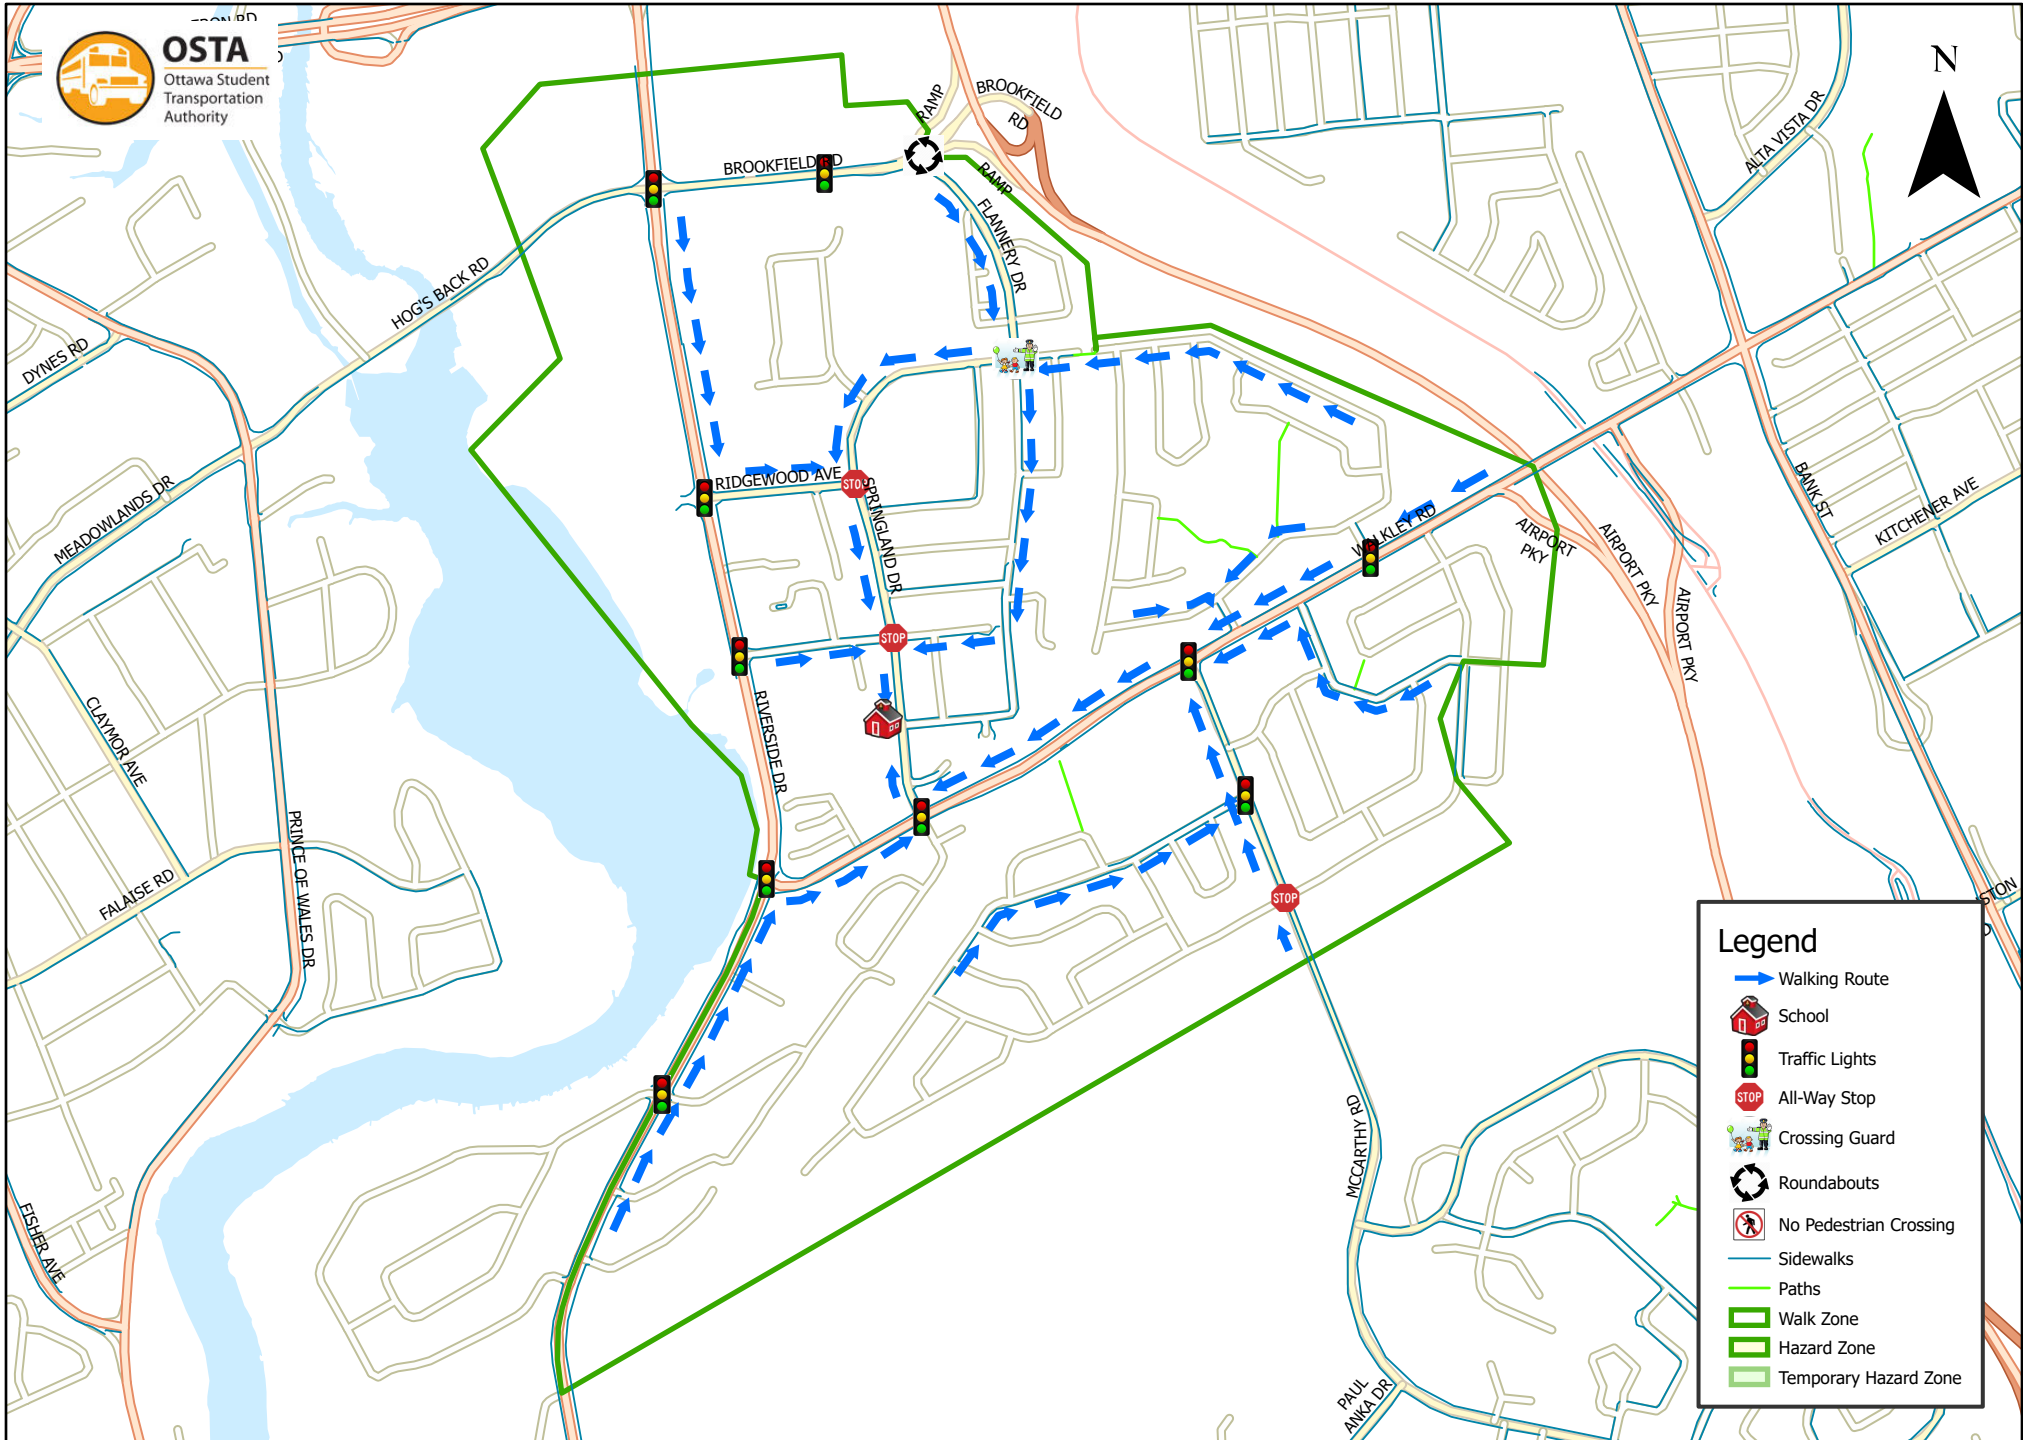 OSTA
Ottawa Student
Transportation
Authority
N
RAMP
BROOKFIELD
RD
BROOKFIELD RD
RAMP
FLANNERY DR
ALTA VISTA DR
HOG'S BACK RD
DYNES RD
MEADOWLANDS DR
RIDGEWOOD AVE
STOP
SPRINGLAND DR
WALKLEY RD
AIRPORT
PKY
AIRPORT PKY
AIRPORT PKY
BANK ST
KITCHENER AVE
STOP
CLAYMOR AVE
RIVERSIDE DR
PRINCE OF WALES DR
FALAISE RD
STOP
FISHER AVE
MCCARTHY RD
PAUL
ANKA DR
Legend
Walking Route
School
Traffic Lights
STOP
All-Way Stop
Crossing Guard
Roundabouts
No Pedestrian Crossing
Sidewalks
Paths
Walk Zone
Hazard Zone
Temporary Hazard Zone